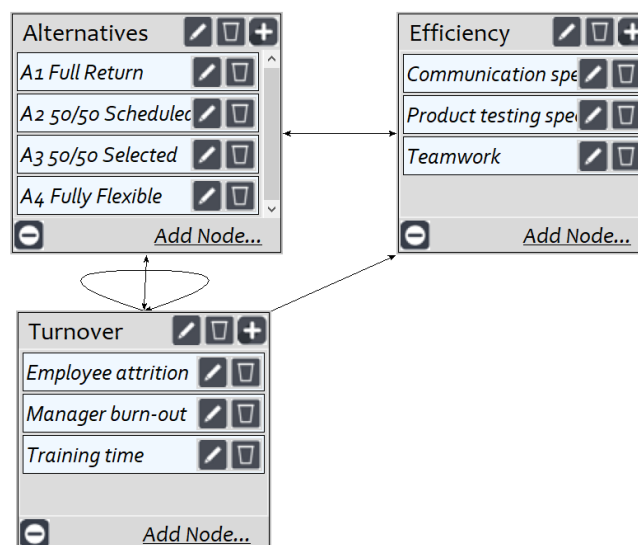 Alternatives
A1 Full Return
A2 50/50 Scheduled
A3 50/50 Selected
A4 Fully Flexible
Add Node...
Efficiency
Communication spe
Product testing spe
Teamwork
Add Node...
Turnover
Employee attrition
Manager burn-out
Training time
Add Node...